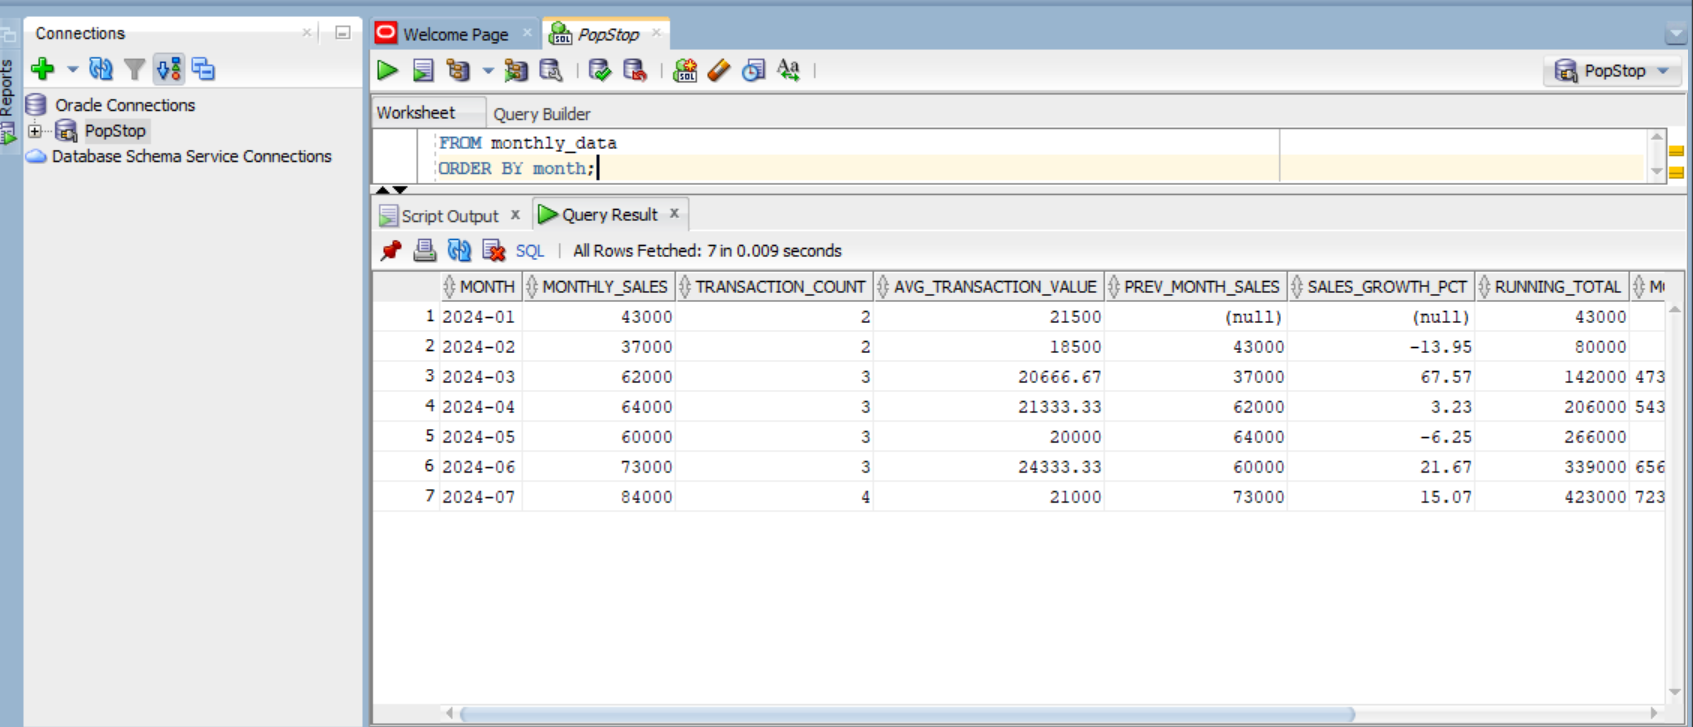 Connections
Reports
Oracle Connections
PopStop
Database Schema Service Connections
Welcome Page
PopStop
SQL
SQL
Aa
PopStop
Worksheet
Query Builder
FROM monthly_data
ORDER BY month;
Script Output x
Query Result x
SQL | All Rows Fetched: 7 in 0.009 seconds
MONTH MONTHLY_SALES TRANSACTION_COUNT AVG_TRANSACTION_VALUE PREV_MONTH_SALES SALES_GROWTH_PCT RUNNING_TOTAL
1 2024-01 43000 2 21500 (null) (null) 43000
2 2024-02 37000 2 18500 43000 -13.95 80000
3 2024-03 62000 3 20666.67 37000 67.57 142000 473
4 2024-04 64000 3 21333.33 62000 3.23 206000 543
5 2024-05 60000 3 20000 64000 -6.25 266000
6 2024-06 73000 3 24333.33 60000 21.67 339000 656
7 2024-07 84000 4 21000 73000 15.07 423000 723